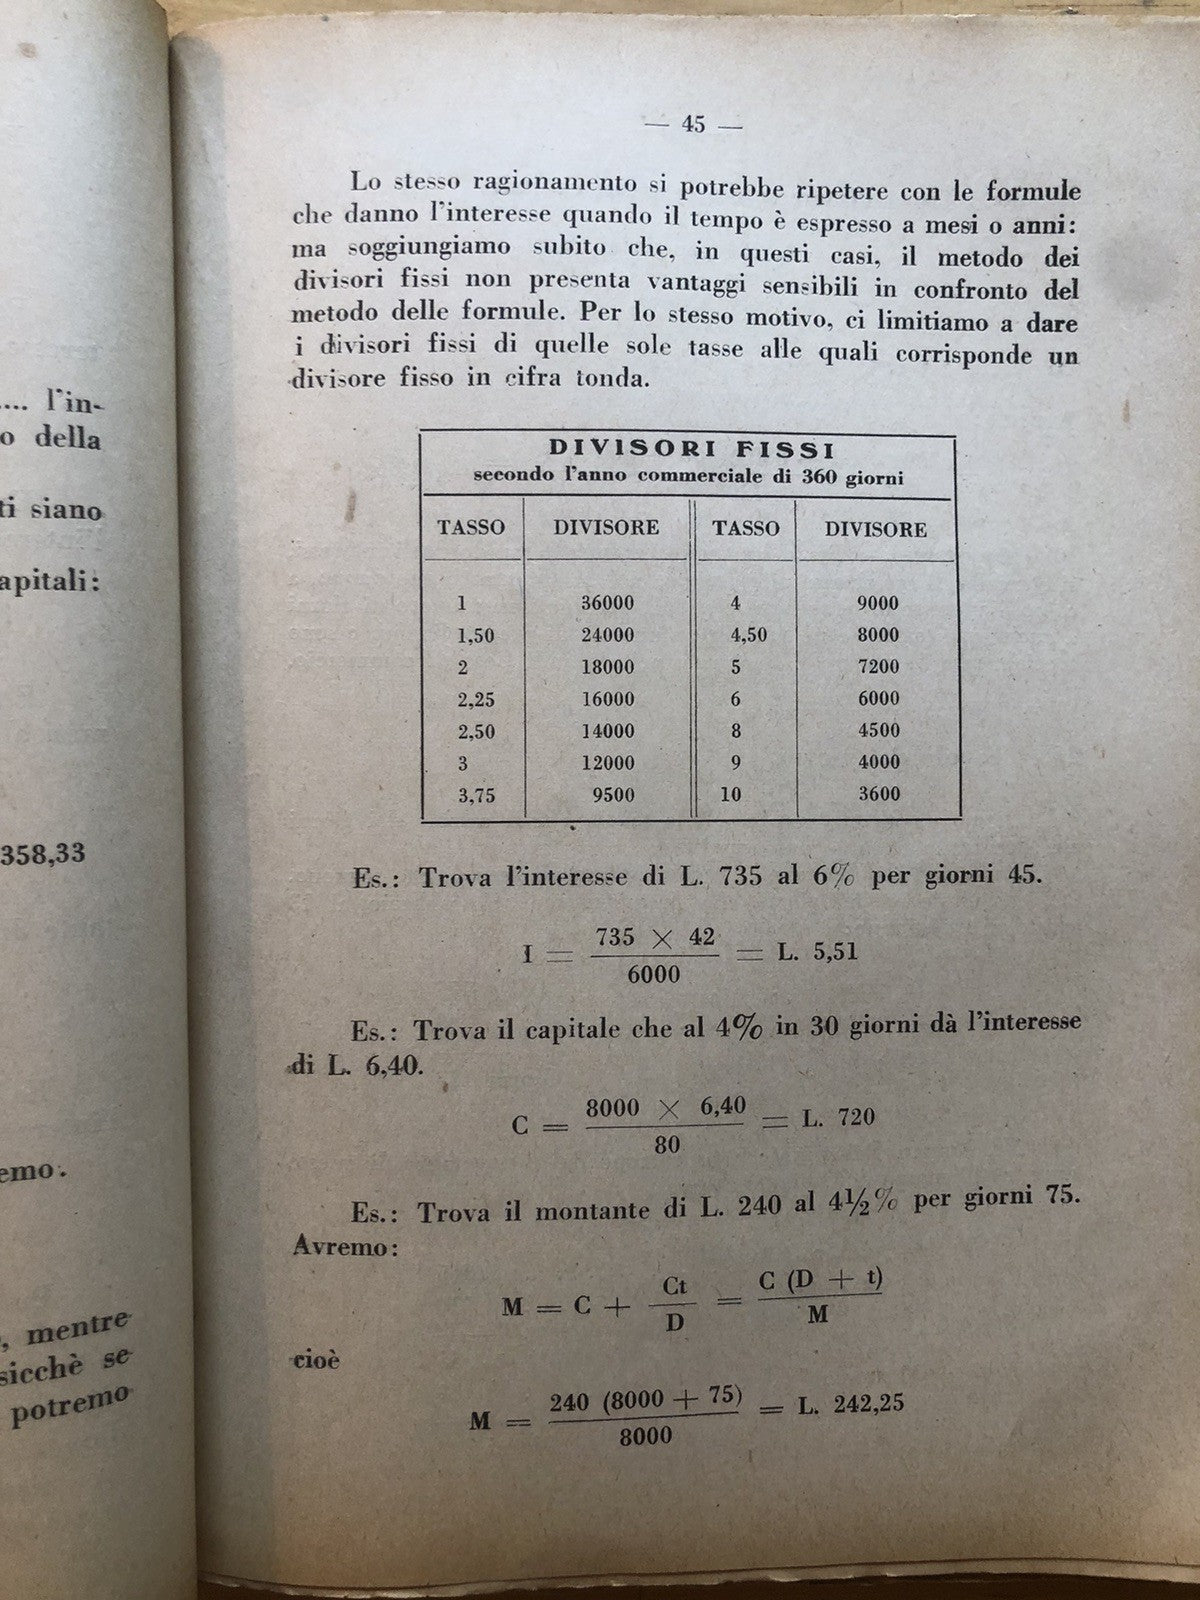 .... l'in-
o della
ti siano
apitali:
358,33
emo.
, mentre
sicchè se
potremo
— 45 —
Lo stesso ragionamento si potrebbe ripetere con le formule
che danno l'interesse quando il tempo è espresso a mesi o anni:
ma soggiungiamo subito che, in questi casi, il metodo dei
divisori fissi non presenta vantaggi sensibili in confronto del
metodo delle formule. Per lo stesso motivo, ci limitiamo a dare
i divisori fissi di quelle sole tasse alle quali corrisponde un
divisore fisso in cifra tonda.
DIVISORI FISSI
secondo l'anno commerciale di 360 giorni
TASSO DIVISORE TASSO DIVISORE
1 36000 4 9000
1,50 24000 4,50 8000
2 18000 5 7200
2,25 16000 6 6000
2,50 14000 8 4500
3 12000 9 4000
3,75 9500 10 3600
Es.: Trova l'interesse di L. 735 al 6% per giorni 45.
I = 735 × 42 / 6000 = L. 5,51
Es.: Trova il capitale che al 4% in 30 giorni dà l'interesse
di L. 6,40.
C = 8000 × 6,40 / 80 = L. 720
Es.: Trova il montante di L. 240 al 4½% per giorni 75.
Avremo:
M = C + Ct / D = C (D + t) / M
cioè
M = 240 (8000 + 75) / 8000 = L. 242,25